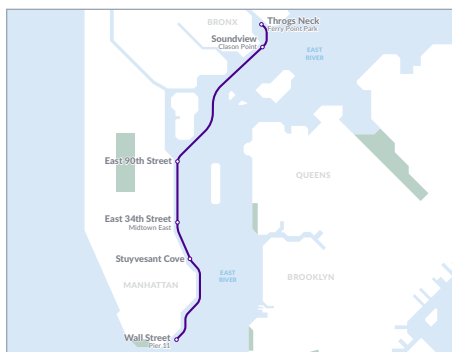 BRONX
Throgs Neck
Ferry Point Park
Soundview
Clason Point
EAST
RIVER
East 90th Street
QUEENS
East 34th Street
Midtown East
Stuyvesant Cove
EAST
RIVER
BROOKLYN
MANHATTAN
Wall Street
Pier 11